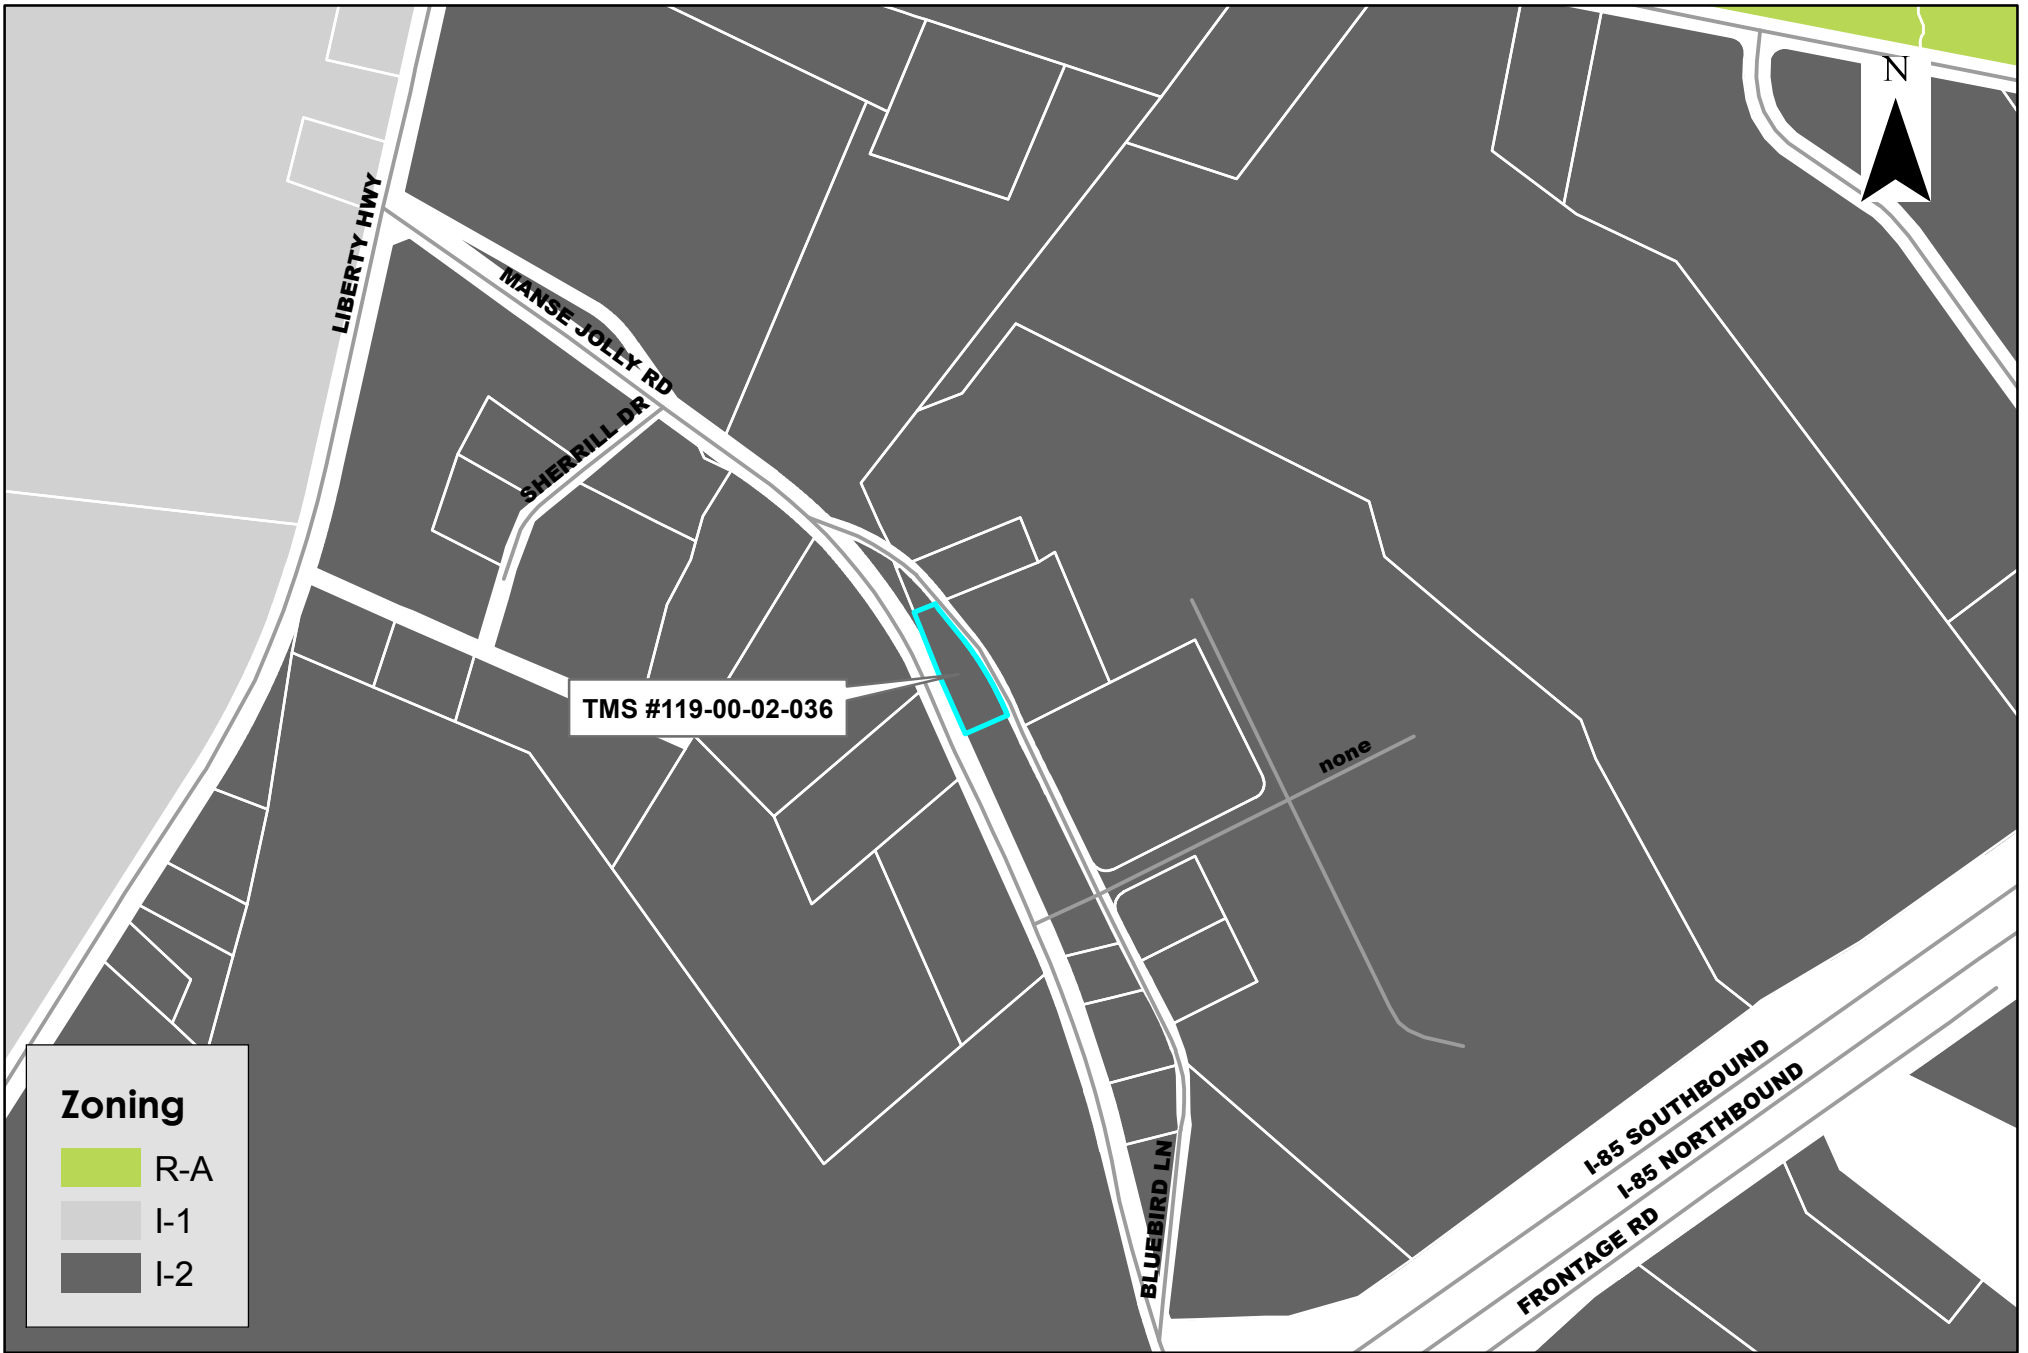 N
LIBERTY HWY
MANSE JOLLY RD
SHERRILL DR
TMS #119-00-02-036
none
I-85 SOUTHBOUND
I-85 NORTHBOUND
FRONTAGE RD
BLUEBIRD LN
Zoning
R-A
I-1
I-2